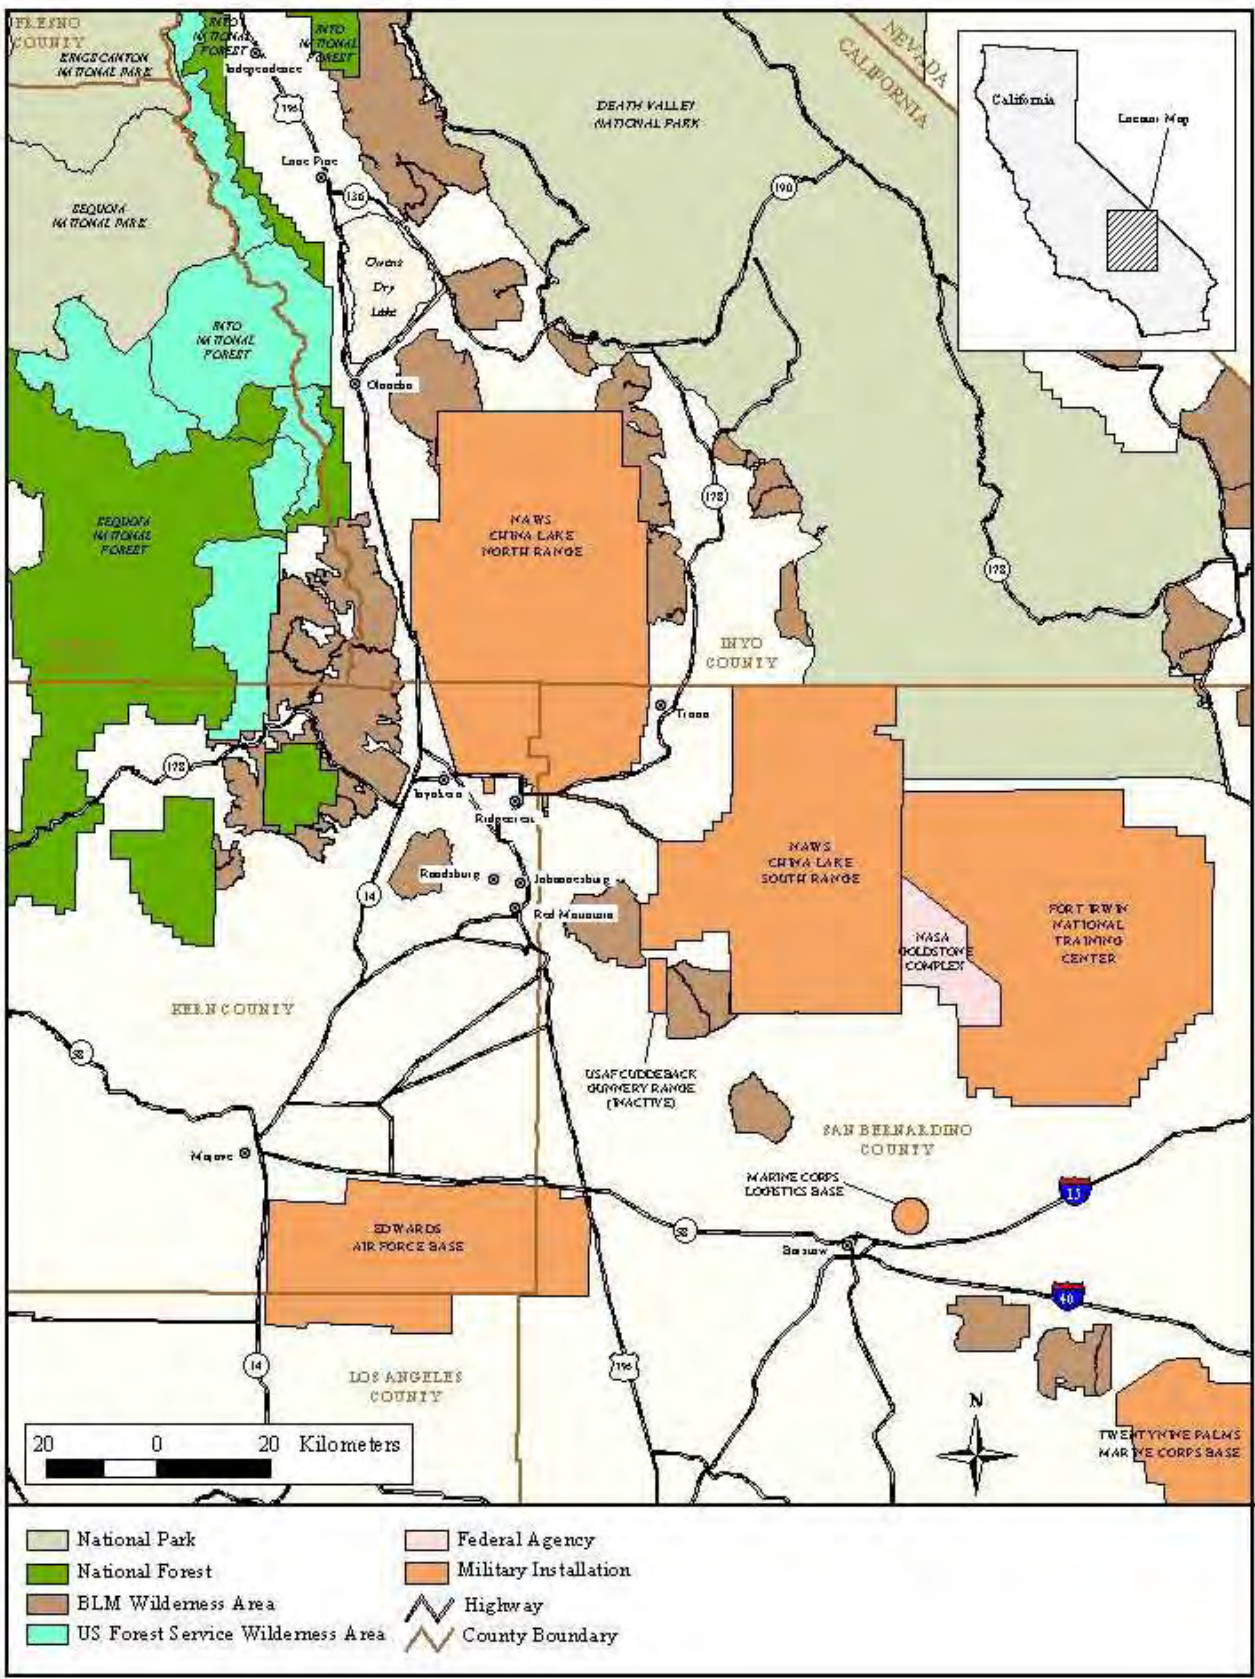 FRESNO
COUNTY
KINGS CANYON
NATIONAL PARK
INYO
NATIONAL
FOREST
INYO
NATIONAL
FOREST
Independence
395
NEVADA
CALIFORNIA
DEATH VALLEY
NATIONAL PARK
California
Location Map
Lone Pine
136
190
SEQUOIA
NATIONAL PARK
Owens
Dry
Lake
INYO
NATIONAL
FOREST
Olancha
178
SEQUOIA
NATIONAL
FOREST
NAWS
CHINA LAKE
NORTH RANGE
178
INYO
COUNTY
Trona
178
Inyokern
Ridgecrest
NAWS
CHINA LAKE
SOUTH RANGE
Randsburg
Johannesburg
14
Red Mountain
FORT IRWIN
NATIONAL
TRAINING
CENTER
NASA
GOLDSTONE
COMPLEX
KERN COUNTY
58
USAF CUDDEBACK
GUNNERY RANGE
(INACTIVE)
SAN BERNARDINO
COUNTY
Mojave
MARINE CORPS
LOGISTICS BASE
15
EDWARDS
AIR FORCE BASE
58
Barstow
40
14
395
LOS ANGELES
COUNTY
N
TWENTYNINE PALMS
MARINE CORPS BASE
20 0 20 Kilometers
National Park
National Forest
BLM Wilderness Area
US Forest Service Wilderness Area
Federal Agency
Military Installation
Highway
County Boundary